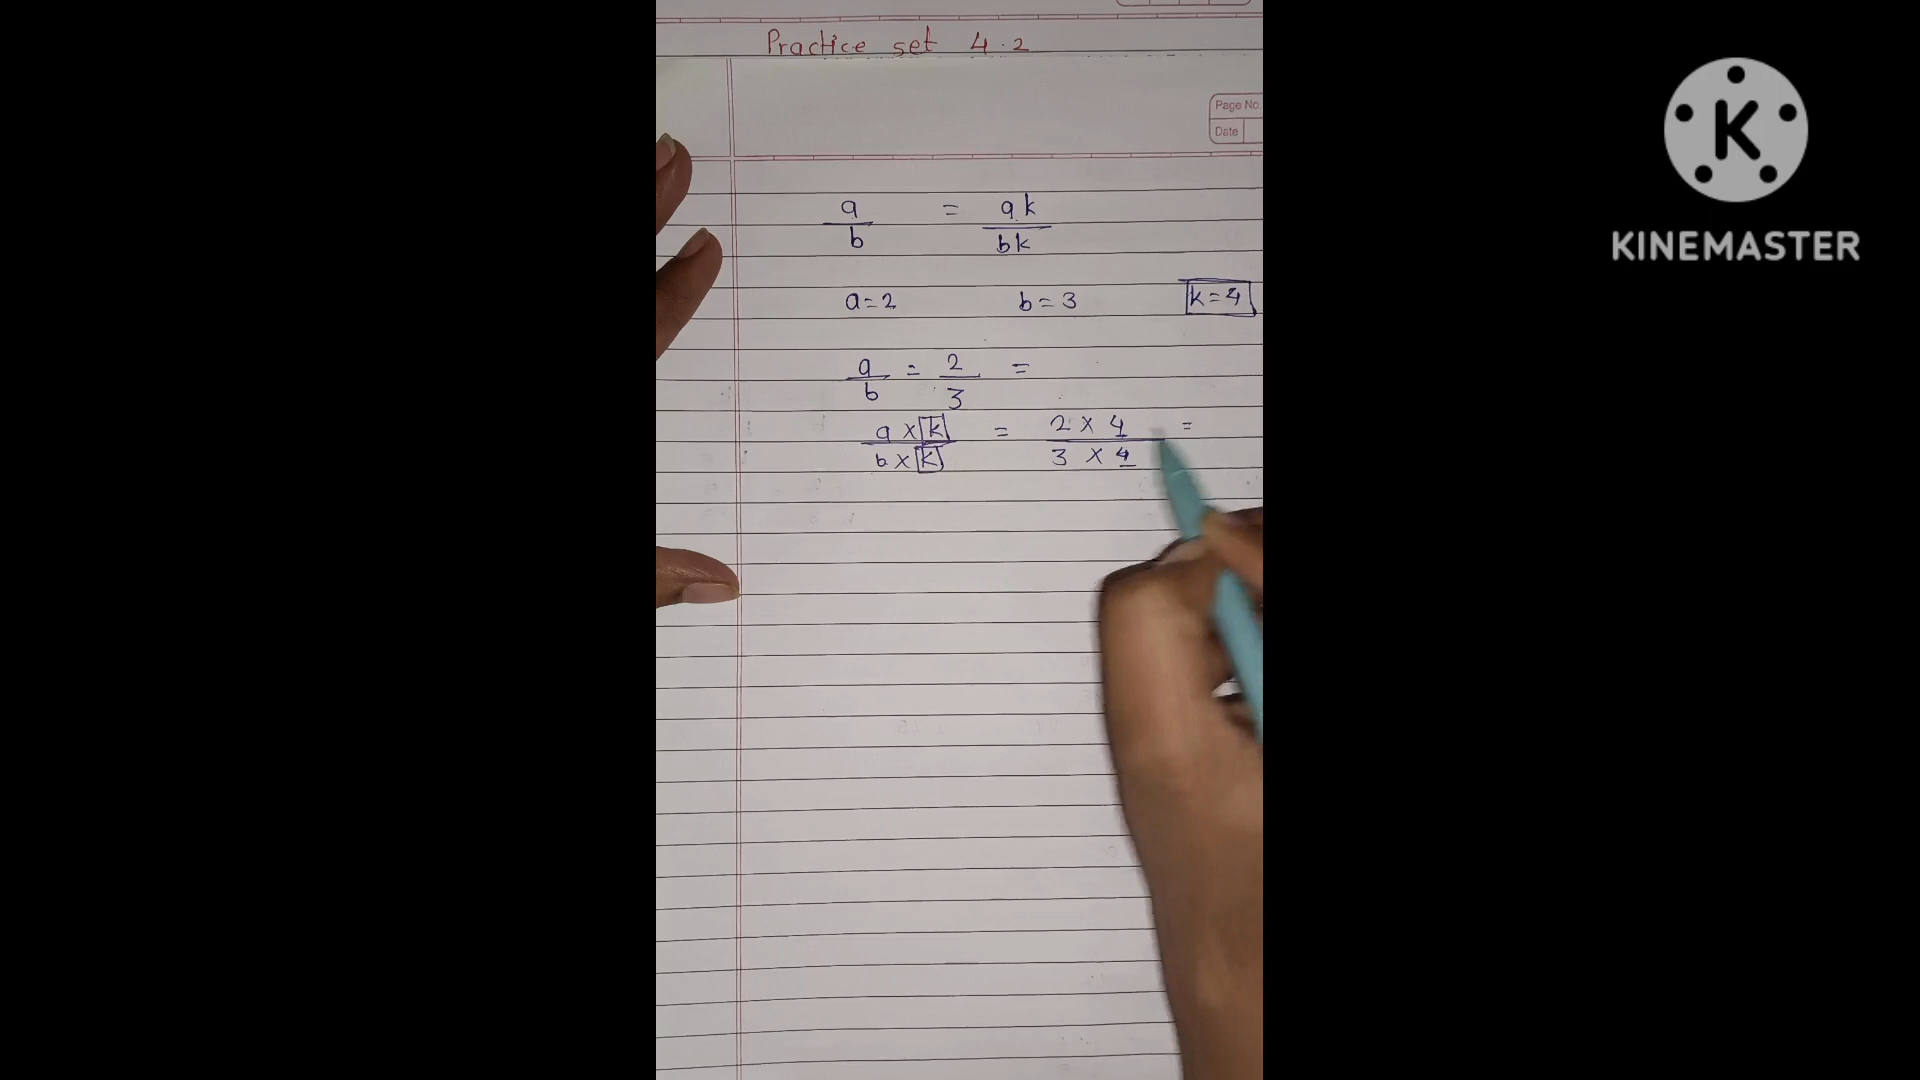 Practice set 4.2
Page No.
Date
a/b = ak/bk
a=2 b=3 k=4
a/b = 2/3 =
a×k/b×k = 2×4/3×4 =
K
KINEMASTER